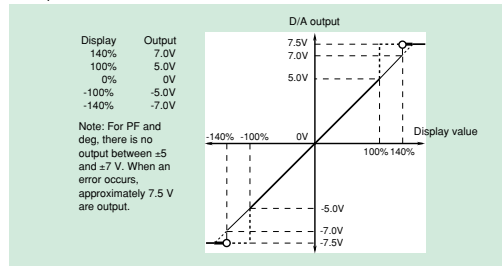 D/A output
Display Output
140% 7.0V
100% 5.0V
0% 0V
-100% -5.0V
-140% -7.0V
Note: For PF and
deg, there is no
output between ±5
and ±7 V. When an
error occurs,
approximately 7.5 V
are output.
7.5V
7.0V
5.0V
-140% -100% 0V
Display value
100% 140%
-5.0V
-7.0V
-7.5V